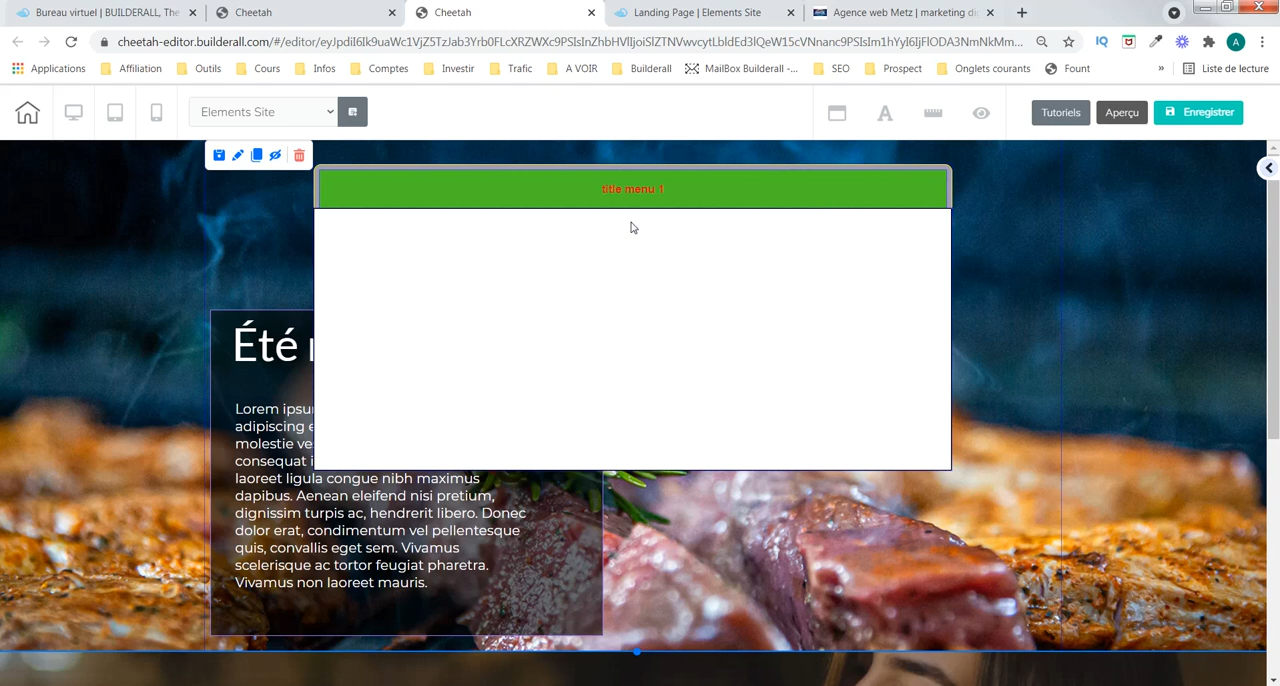 Bureau virtuel | BUILDERALL, The
Cheetah
Cheetah
Landing Page | Elements Site
Agence web Metz | marketing di
Applications
Affiliation
Outils
Cours
Infos
Comptes
Investir
Trafic
A VOIR
Builderall
MailBox Builderall -...
SEO
Prospect
Onglets courants
Fount
»
Liste de lecture
IQ
A
Elements Site
A
Tutoriels
Aperçu
Enregistrer
title menu 1
Été
Lorem ipsu
adipiscing e
molestie ve
consequat i
laoreet ligula congue nibh maximus
dapibus. Aenean eleifend nisi pretium,
dignissim turpis ac, hendrerit libero. Donec
dolor erat, condimentum vel pellentesque
quis, convallis eget sem. Vivamus
scelerisque ac tortor feugiat pharetra.
Vivamus non laoreet mauris.